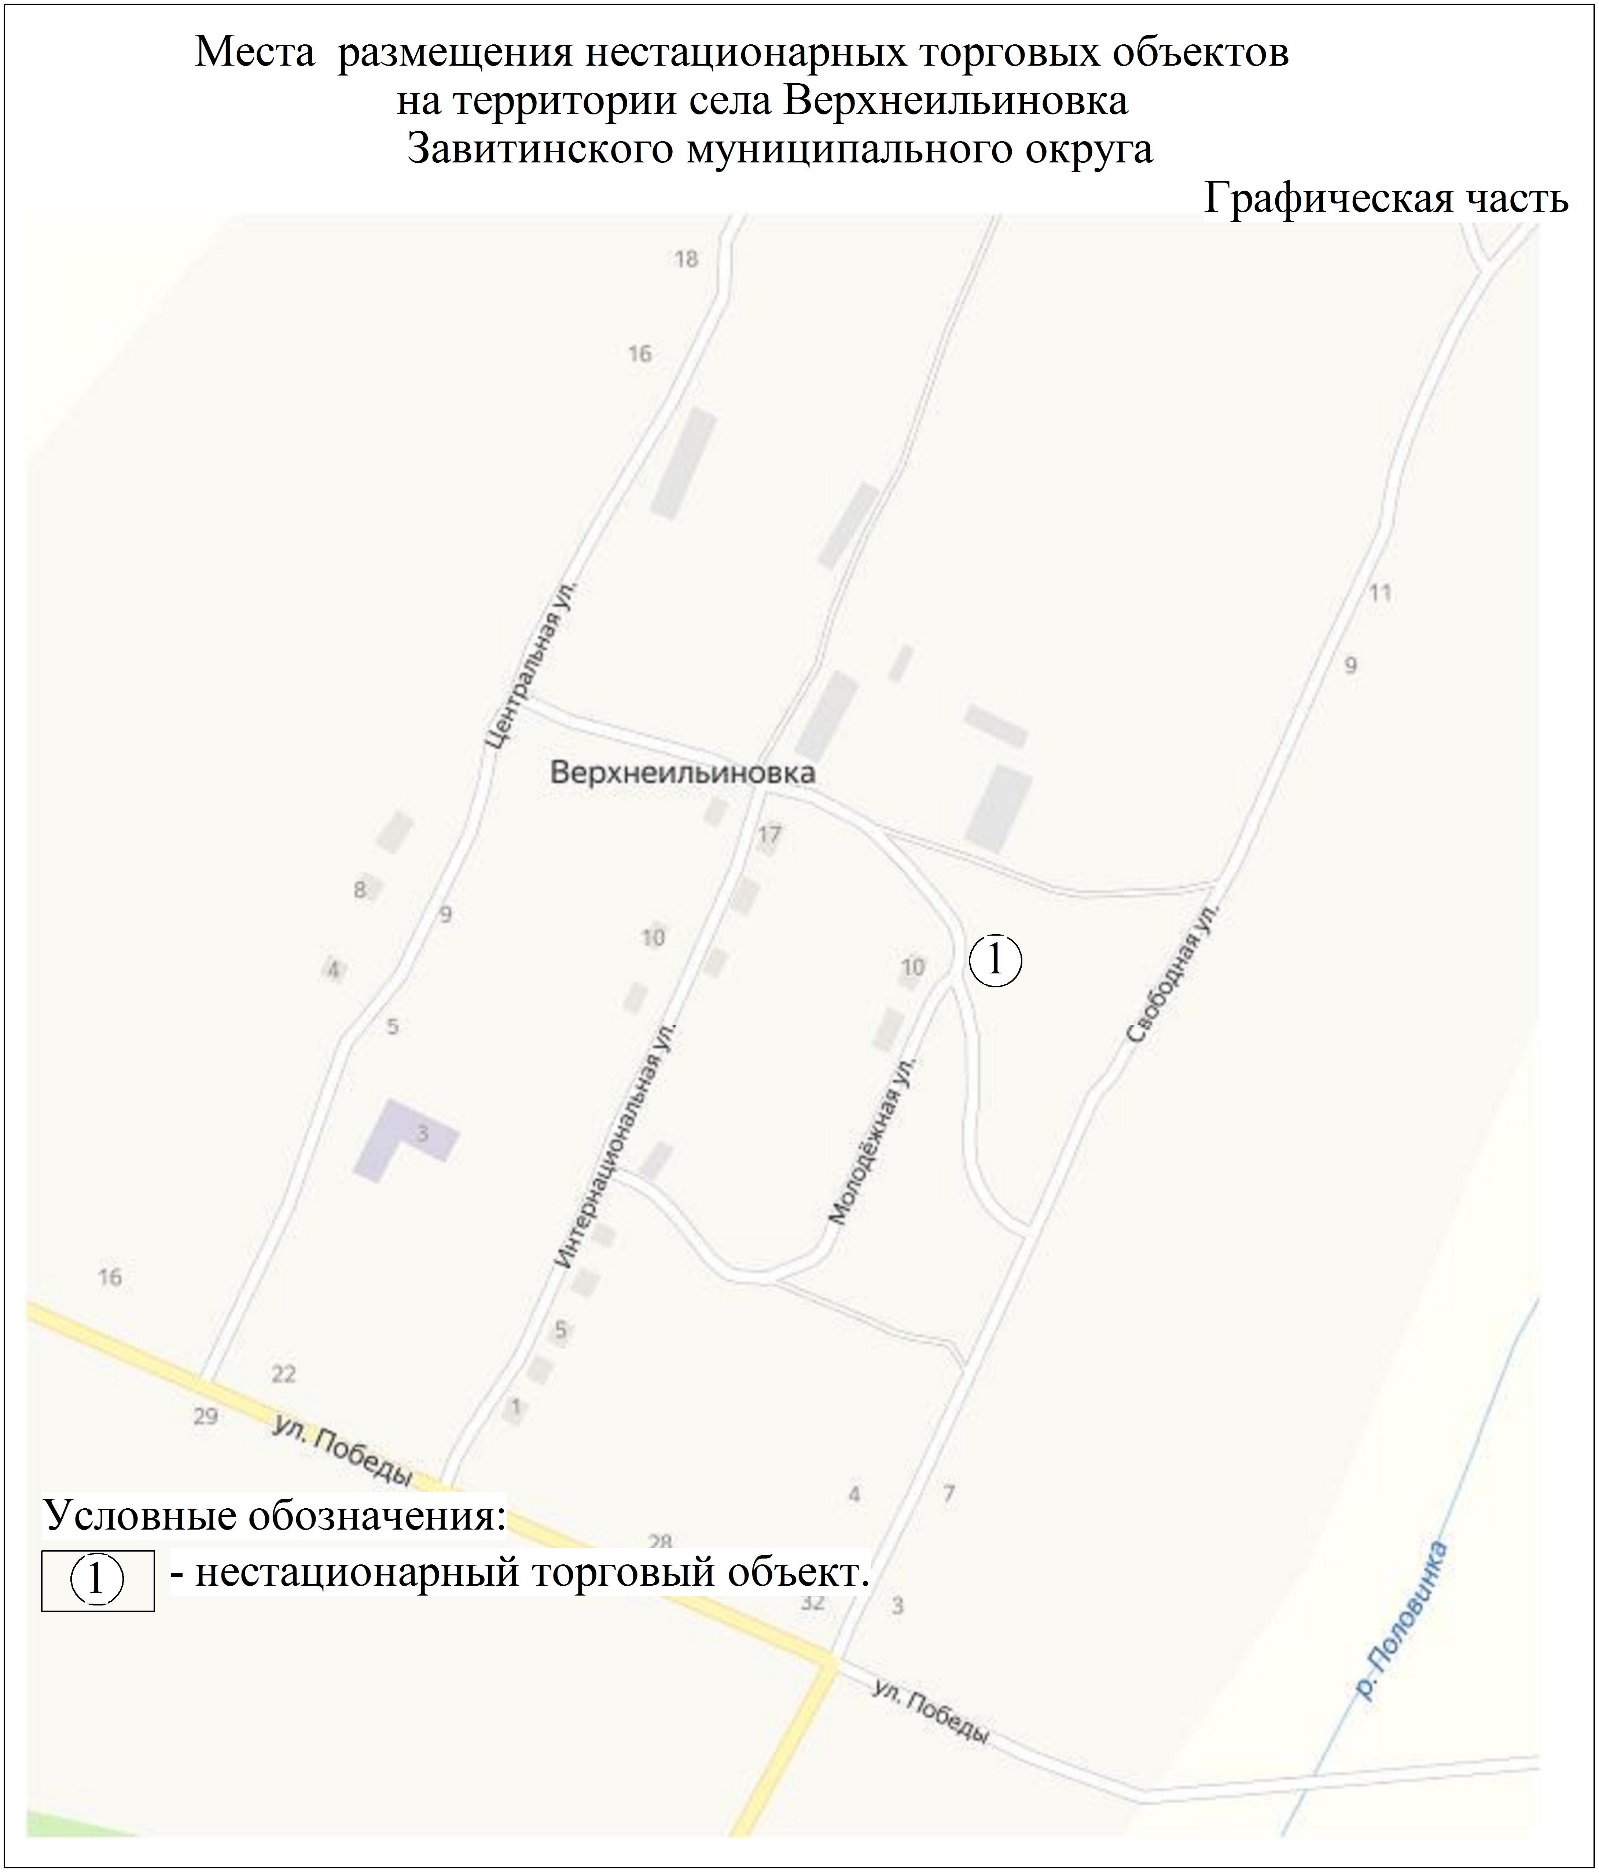 Места размещения нестационарных торговых объектов
на территории села Верхнеильиновка
Завитинского муниципального округа
Графическая часть
18
16
11
Центральная ул.
9
Верхнеильиновка
17
8
9
10
Свободная ул.
4
10
1
5
Интернациональная ул.
Молодёжная ул.
3
16
5
22
1
29
ул. Победы
4
7
Условные обозначения:
28
1 - нестационарный торговый объект.
32
3
р. Половинка
ул. Победы